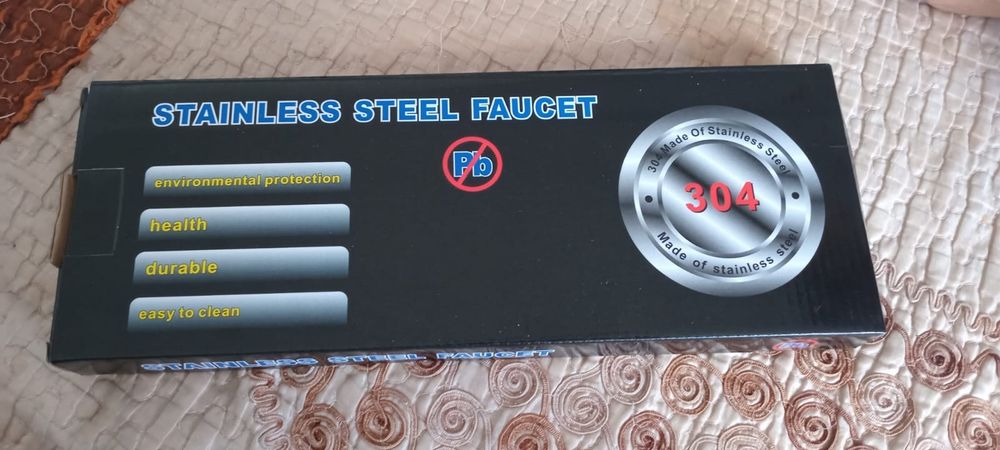 STAINLESS STEEL FAUCET
Pb
environmental protection
health
durable
easy to clean
304 Made Of Stainless Steel
304
Made of stainless steel
STAINLESS STEEL FAUCET
Pb